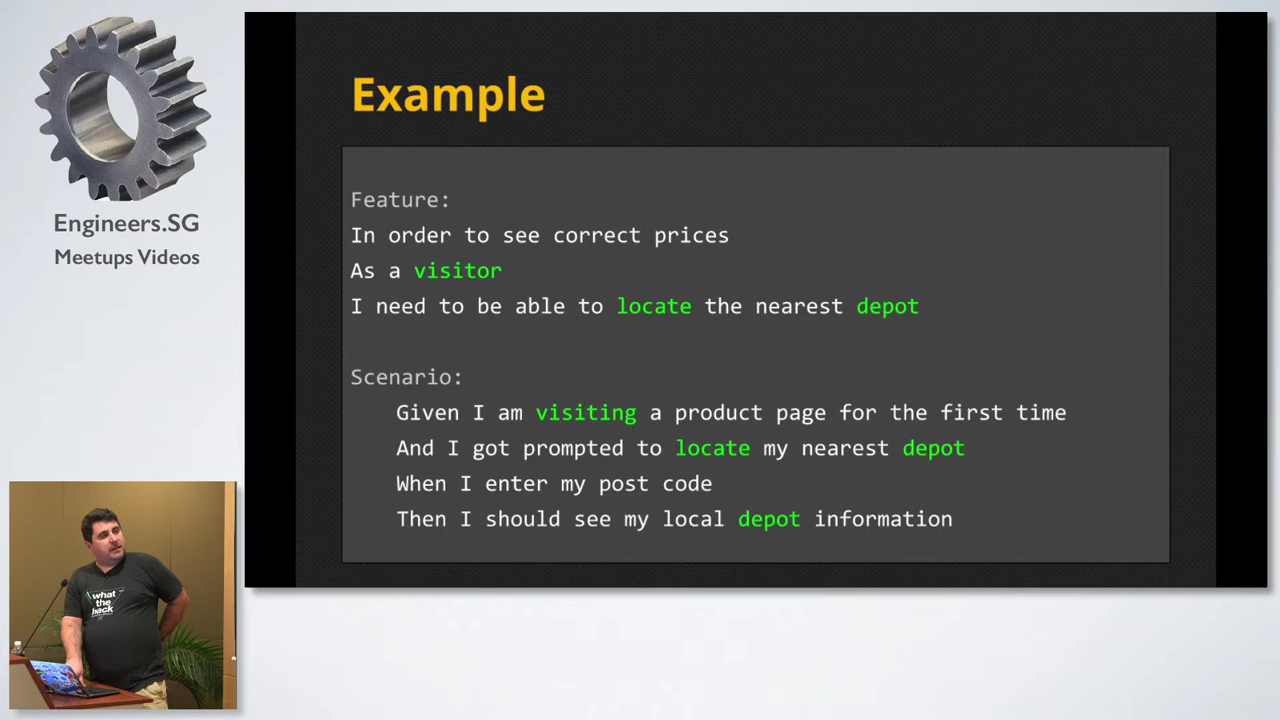 Engineers.SG
Meetups Videos
Example
Feature:
In order to see correct prices
As a visitor
I need to be able to locate the nearest depot
Scenario:
Given I am visiting a product page for the first time
And I got prompted to locate my nearest depot
When I enter my post code
Then I should see my local depot information
what
the
hack